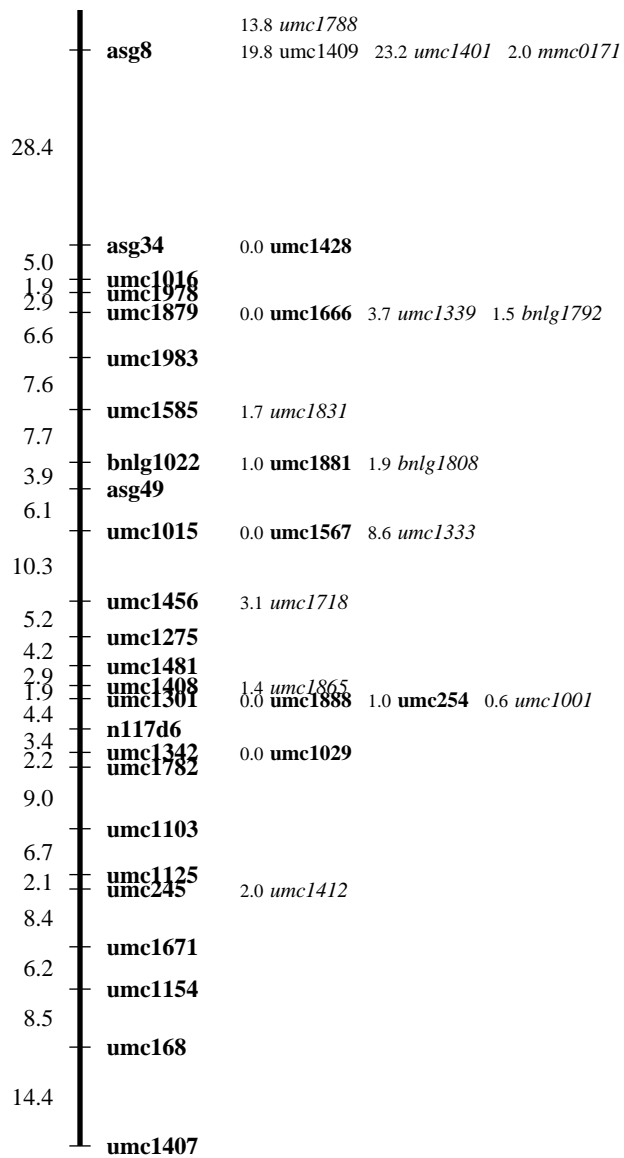 13.8 umc1788
asg8 19.8 umc1409 23.2 umc1401 2.0 mmc0171
28.4
asg34 0.0 umc1428
5.0
umc1016
1.9
umc1978
2.9
umc1879 0.0 umc1666 3.7 umc1339 1.5 bnlg1792
6.6
umc1983
7.6
umc1585 1.7 umc1831
7.7
bnlg1022 1.0 umc1881 1.9 bnlg1808
3.9
asg49
6.1
umc1015 0.0 umc1567 8.6 umc1333
10.3
umc1456 3.1 umc1718
5.2
umc1275
4.2
umc1481
2.9
umc1408 1.4 umc1865
1.9
umc1301 0.0 umc1888 1.0 umc254 0.6 umc1001
4.4
n117d6
3.4
umc1342 0.0 umc1029
2.2
umc1782
9.0
umc1103
6.7
umc1125
2.1
umc245 2.0 umc1412
8.4
umc1671
6.2
umc1154
8.5
umc168
14.4
umc1407